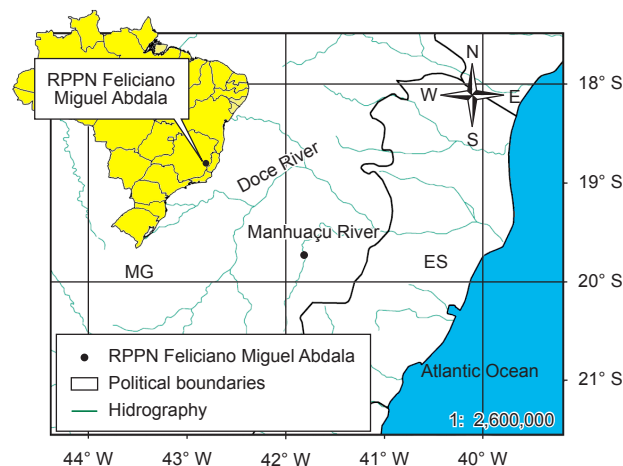 RPPN Feliciano
Miguel Abdala
N
W
E
S
18° S
Doce River
19° S
Manhuaçu River
MG
ES
20° S
RPPN Feliciano Miguel Abdala
Political boundaries
Hidrography
Atlantic Ocean
21° S
1: 2,600,000
44° W
43° W
42° W
41° W
40° W